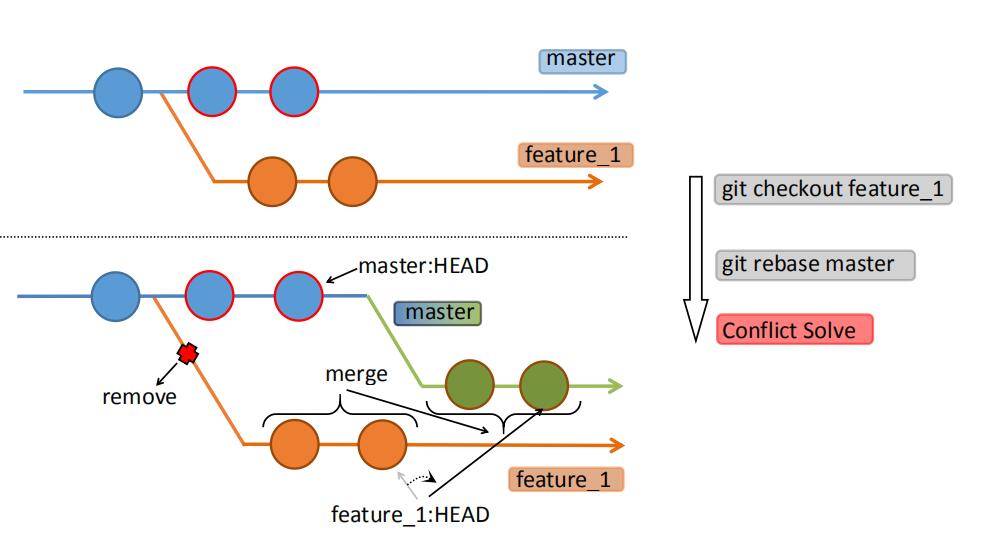 master
feature_1
git checkout feature_1
git rebase master
Conflict Solve
master:HEAD
master
merge
remove
feature_1
feature_1:HEAD